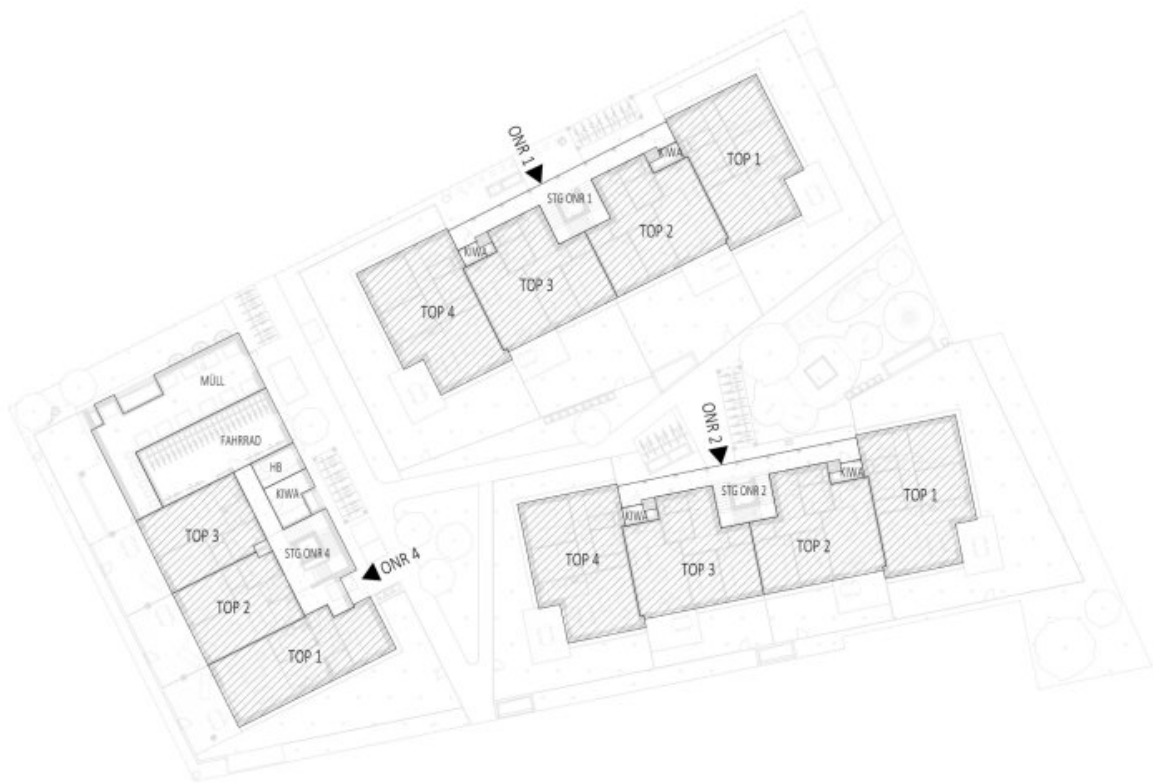 ONR 1
TOP 1
KIWA
STG ONR 1
TOP 2
KIWA
TOP 3
TOP 4
MÜLL
FAHRRAD
HB
KIWA
TOP 3
STG ONR 4
ONR 4
TOP 2
TOP 1
ONR 2
KIWA
STG ONR 2
TOP 1
KIWA
TOP 2
TOP 4
TOP 3